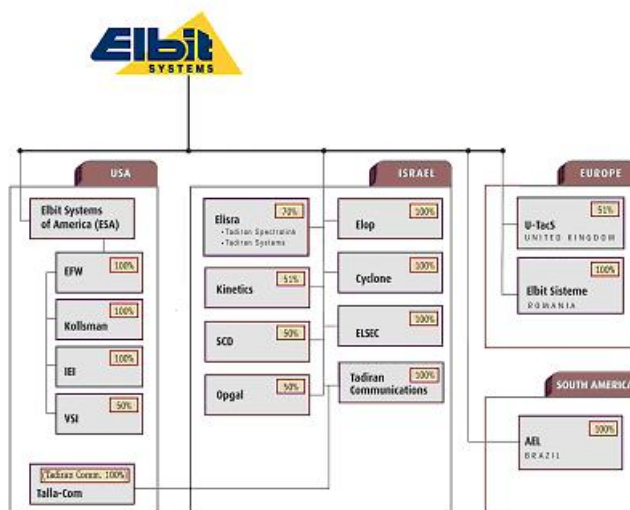 Elbit
SYSTEMS
USA
Elbit Systems
of America (ESA)
EFW
100%
Kollsman
100%
IEI
100%
VSI
50%
Tadiran Comm. 100%
Talla-Com
ISRAEL
Elisra
70%
• Tadiran Spectralink
• Tadiran Systems
Kinetics
51%
SCD
50%
Opgal
50%
Elop
100%
Cyclone
100%
ELSEC
100%
Tadiran
Communications
100%
EUROPE
U-TacS
51%
UNITED KINGDOM
Elbit Sisteme
100%
ROMANIA
SOUTH AMERICA
AEL
100%
BRAZIL